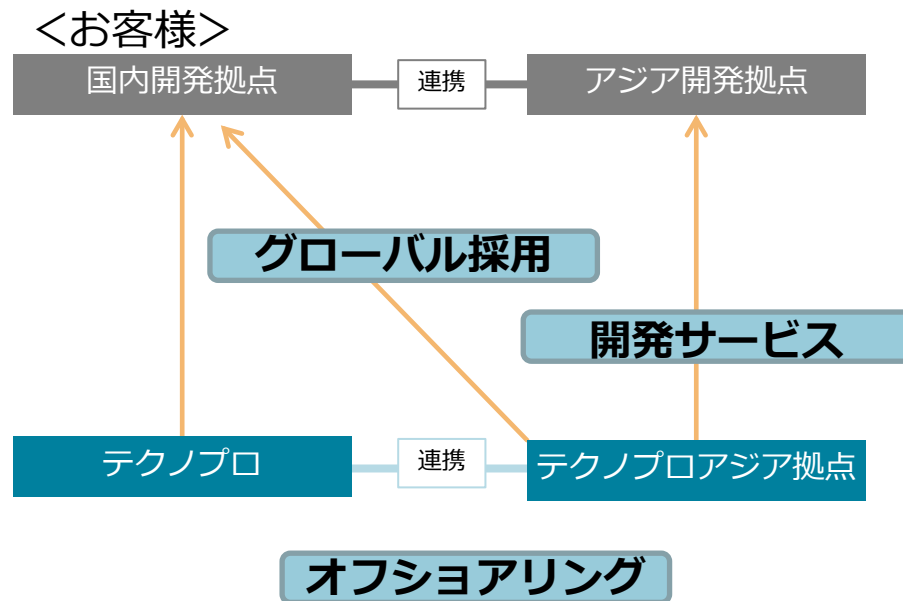 ＜お客様＞
国内開発拠点
連携
アジア開発拠点
グローバル採用
開発サービス
テクノプロ
連携
テクノプロアジア拠点
オフショアリング